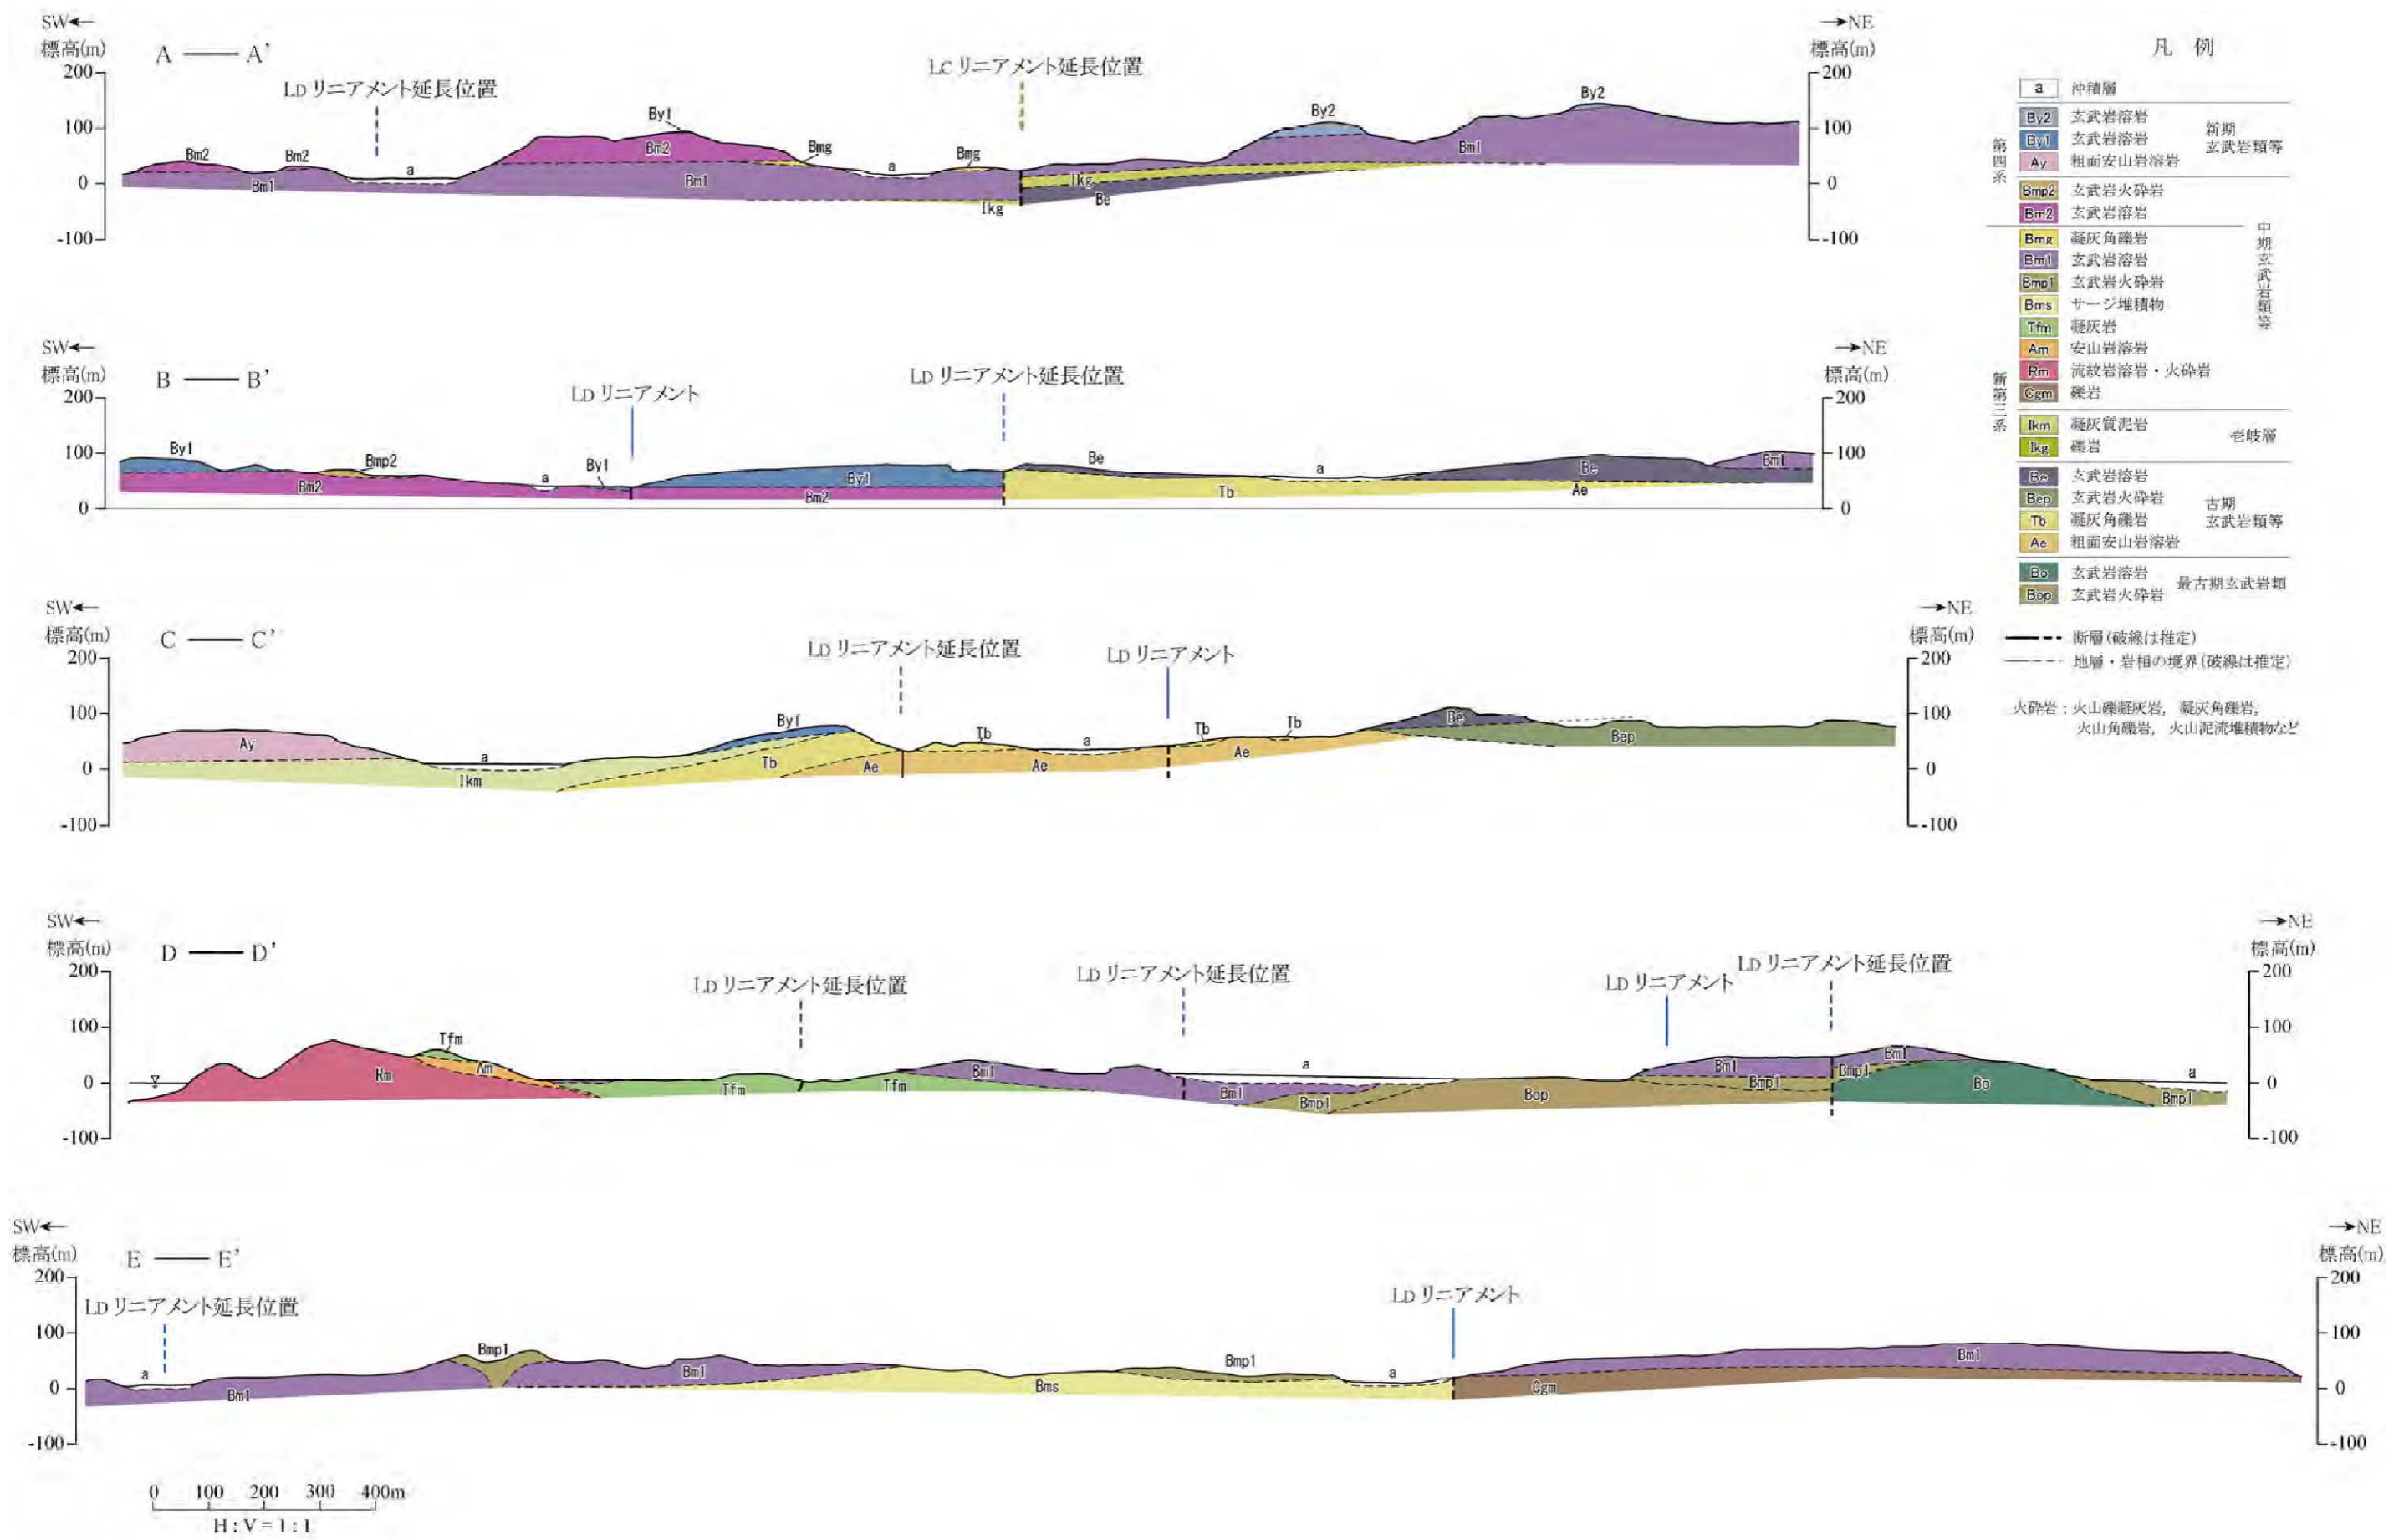 SW←
標高(m)
A —— A'
→NE
標高(m)
LD リニアメント延長位置
LC リニアメント延長位置
200
100
0
-100
200
100
0
-100
Bm2
Bm2
Bm1
a
By1
Bm2
Bm1
Bmg
a
Bmg
Ikg
Ikg
Be
By2
Bm1
By2
SW←
標高(m)
B —— B'
→NE
標高(m)
LD リニアメント
LD リニアメント延長位置
200
100
0
200
100
0
By1
Bmp2
Bm2
a
By1
By1
Bm2
Be
Tb
a
Be
Ae
Bm1
SW←
標高(m)
C —— C'
→NE
標高(m)
LD リニアメント延長位置
LD リニアメント
200
100
0
-100
200
100
0
-100
Ay
a
Ikm
By1
Tb
Ae
Tb
Ae
a
Tb
Tb
Ae
Be
Bep
SW←
標高(m)
D —— D'
→NE
標高(m)
LD リニアメント延長位置
LD リニアメント延長位置
LD リニアメント
LD リニアメント延長位置
200
100
0
-100
200
100
0
-100
Rm
Tfm
Am
Tfm
Tfm
Bm1
Bm1
Bmp1
a
Bop
Bm1
Bmp1
Bmp1
Bm1
Bo
Bmp1
a
SW←
標高(m)
E —— E'
→NE
標高(m)
LD リニアメント延長位置
LD リニアメント
200
100
0
-100
200
100
0
-100
a
Bm1
Bmp1
Bm1
Bms
Bmp1
a
Cgm
Bm1
0 100 200 300 400m
H : V = 1 : 1
凡 例
a 沖積層
By2 玄武岩溶岩
By1 玄武岩溶岩
Ay 粗面安山岩溶岩
新期
玄武岩類等
Bmp2 玄武岩火砕岩
Bm2 玄武岩溶岩
第四系
Bmg 凝灰角礫岩
Bm1 玄武岩溶岩
Bmp1 玄武岩火砕岩
Bms サージ堆積物
Tfm 凝灰岩
Am 安山岩溶岩
Rm 流紋岩溶岩・火砕岩
Cgm 礫岩
中期玄武岩類等
Ikm 凝灰質泥岩
Ikg 礫岩
壱岐層
新第三系
Be 玄武岩溶岩
Bep 玄武岩火砕岩
Tb 凝灰角礫岩
Ae 粗面安山岩溶岩
古期
玄武岩類等
Bo 玄武岩溶岩
Bop 玄武岩火砕岩
最古期玄武岩類
断層(破線は推定)
地層・岩相の境界(破線は推定)
火砕岩：火山礫凝灰岩, 凝灰角礫岩,
火山角礫岩, 火山泥流堆積物など